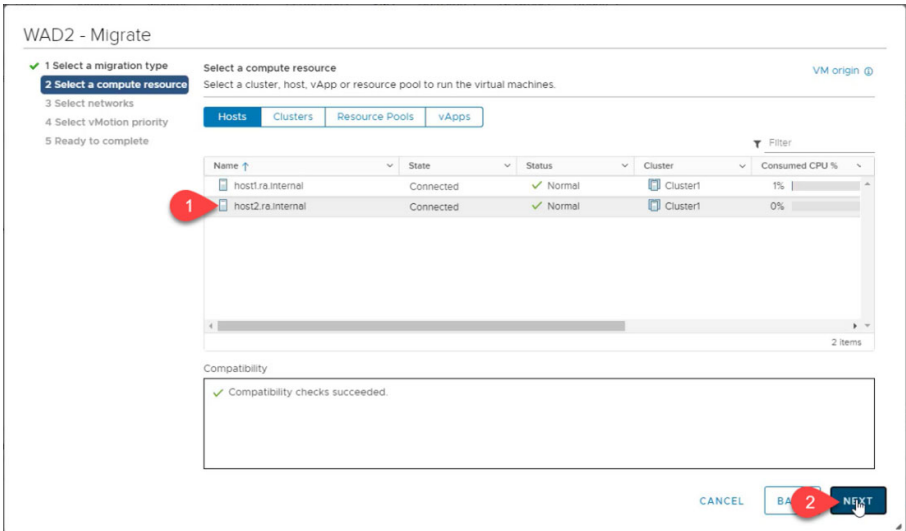 WAD2 - Migrate
1 Select a migration type
2 Select a compute resource
3 Select networks
4 Select vMotion priority
5 Ready to complete
Select a compute resource
VM origin
Select a cluster, host, vApp or resource pool to run the virtual machines.
Hosts Clusters Resource Pools vApps
Filter
Name State Status Cluster Consumed CPU %
host1.ra.internal Connected Normal Cluster1 1%
1 host2.ra.internal Connected Normal Cluster1 0%
2 items
Compatibility
Compatibility checks succeeded.
CANCEL BA 2 NEXT